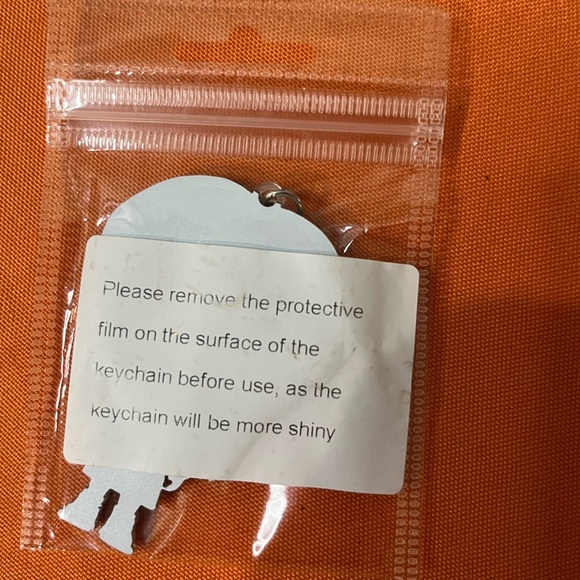 Please remove the protective
film on the surface of the
keychain before use, as the
keychain will be more shiny